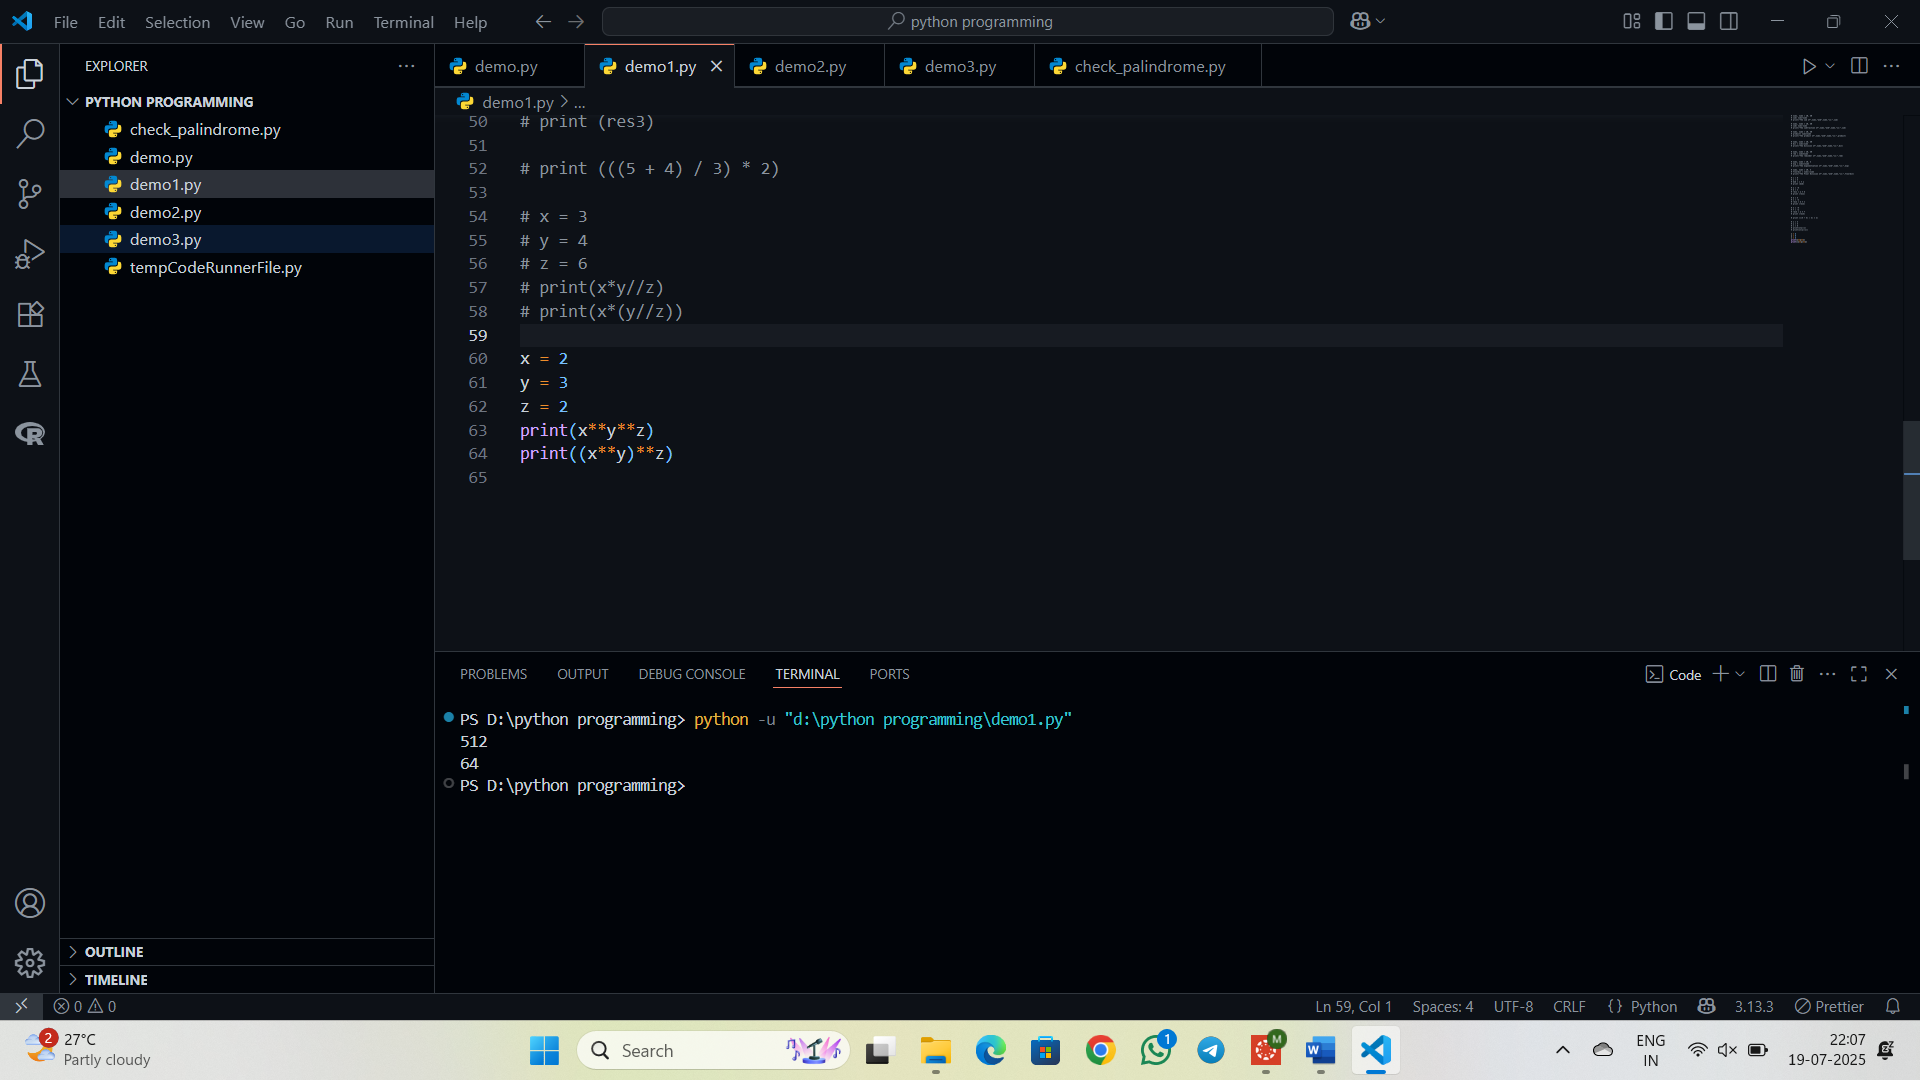 File Edit Selection View Go Run Terminal Help
python programming
EXPLORER
PYTHON PROGRAMMING
check_palindrome.py
demo.py
demo1.py
demo2.py
demo3.py
tempCodeRunnerFile.py
OUTLINE
TIMELINE
demo.py demo1.py demo2.py demo3.py check_palindrome.py
demo1.py > ...
50 # print (res3)
51
52 # print (((5 + 4) / 3) * 2)
53
54 # x = 3
55 # y = 4
56 # z = 6
57 # print(x*y//z)
58 # print(x*(y//z))
59
60 x = 2
61 y = 3
62 z = 2
63 print(x**y**z)
64 print((x**y)**z)
65
PROBLEMS OUTPUT DEBUG CONSOLE TERMINAL PORTS
Code
PS D:\python programming> python -u "d:\python programming\demo1.py"
512
64
PS D:\python programming>
0 0
Ln 59, Col 1 Spaces: 4 UTF-8 CRLF {} Python 3.13.3 Prettier
2
27°C
Partly cloudy
Search
1
M
W
ENG
IN
22:07
19-07-2025